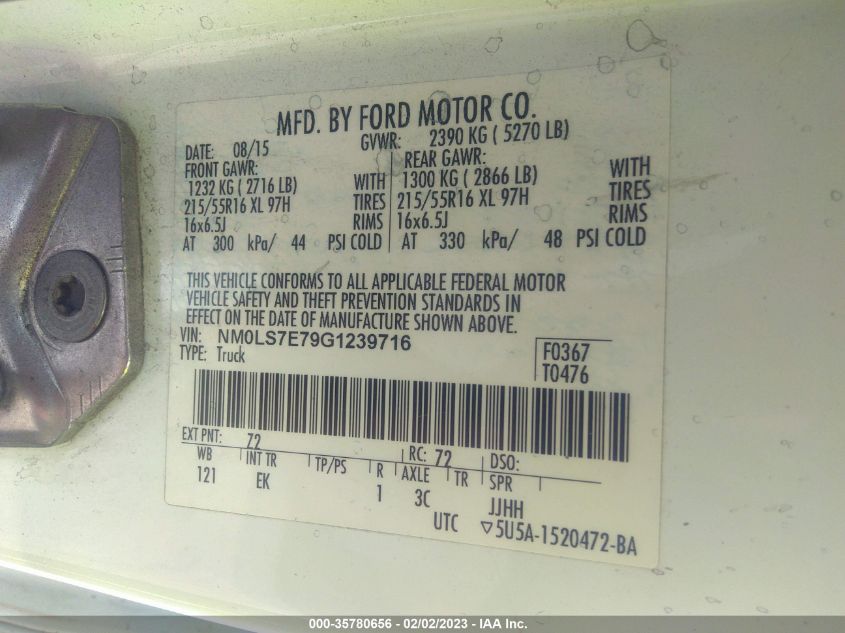 MFD. BY FORD MOTOR CO.
DATE: 08/15 GVWR: 2390 KG ( 5270 LB)
FRONT GAWR: REAR GAWR:
1232 KG ( 2716 LB) WITH 1300 KG ( 2866 LB) WITH
215/55R16 XL 97H TIRES 215/55R16 XL 97H TIRES
16x6.5J RIMS 16x6.5J RIMS
AT 300 kPa/ 44 PSI COLD AT 330 kPa/ 48 PSI COLD
THIS VEHICLE CONFORMS TO ALL APPLICABLE FEDERAL MOTOR
VEHICLE SAFETY AND THEFT PREVENTION STANDARDS IN
EFFECT ON THE DATE OF MANUFACTURE SHOWN ABOVE.
VIN: NM0LS7E79G1239716
TYPE: Truck
F0367
T0476
EXT PNT: 72 RC: 72 DSO:
WB INT TR TP/PS R AXLE TR SPR
121 EK 1 3C JJHH
UTC ▽5U5A-1520472-BA
000-35780656 — 02/02/2023 — IAA Inc.